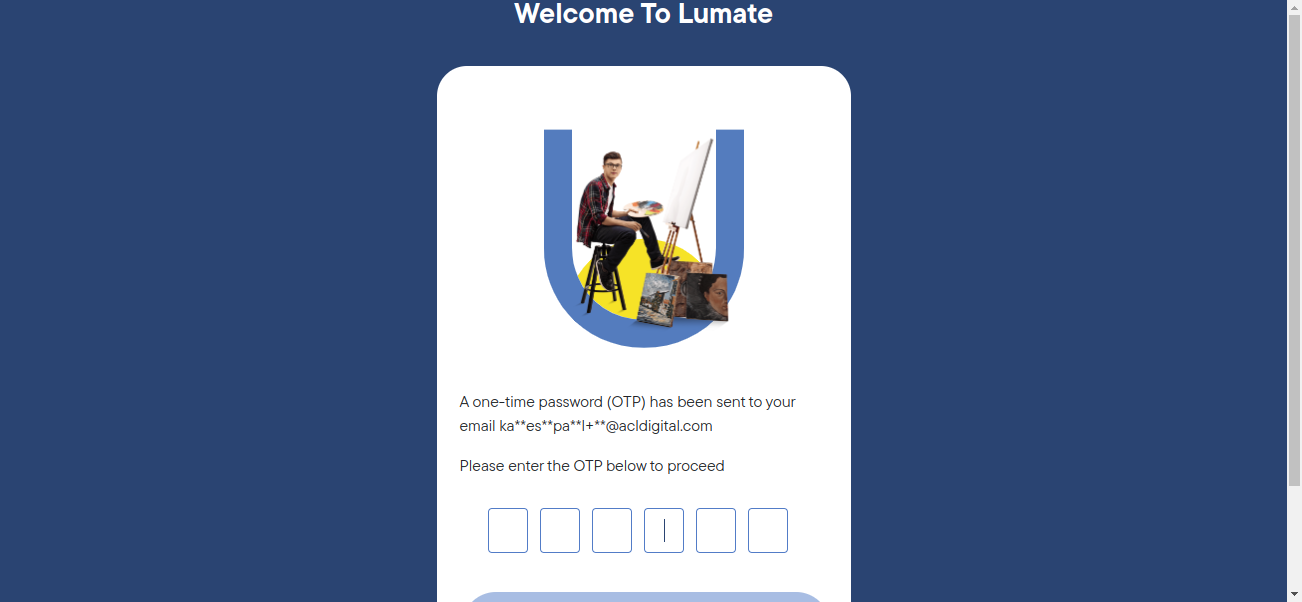 Welcome To Lumate
A one-time password (OTP) has been sent to your
email ka**es**pa**l+**@acldigital.com
Please enter the OTP below to proceed